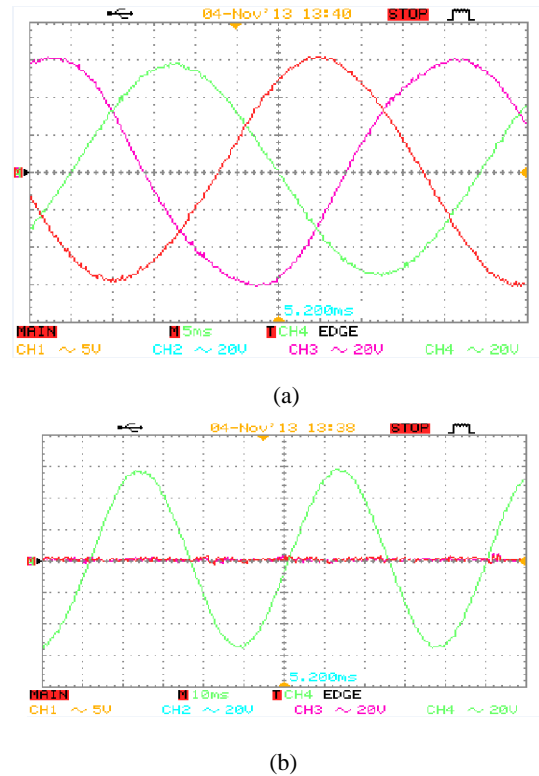 04-Nov'13 13:40 STOP
5.200ms
MAIN M 5ms T CH4 EDGE
CH1 ~ 5V CH2 ~ 20V CH3 ~ 20V CH4 ~ 20V
(a)
04-Nov'13 13:38 STOP
5.200ms
MAIN M 10ms T CH4 EDGE
CH1 ~ 5V CH2 ~ 20V CH3 ~ 20V CH4 ~ 20V
(b)